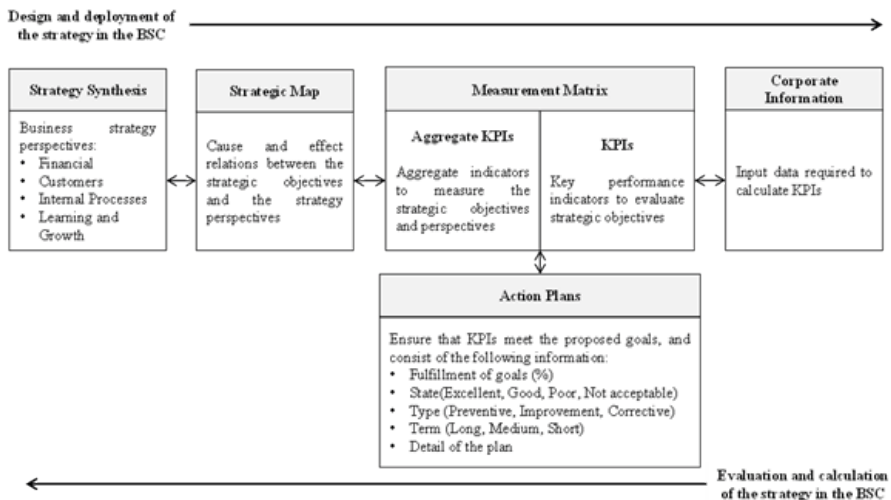 Design and deployment of
the strategy in the BSC
Strategy Synthesis
Business strategy
perspectives:
• Financial
• Customers
• Internal Processes
• Learning and
Growth
Strategic Map
Cause and effect
relations between the
strategic objectives
and the strategy
perspectives
Measurement Matrix
Aggregate KPIs
Aggregate indicators
to measure the
strategic objectives
and perspectives
KPIs
Key performance
indicators to evaluate
strategic objectives
Corporate
Information
Input data required to
calculate KPIs
Action Plans
Ensure that KPIs meet the proposed goals, and
consist of the following information:
• Fulfillment of goals (%)
• State(Excellent, Good, Poor, Not acceptable)
• Type (Preventive, Improvement, Corrective)
• Term (Long, Medium, Short)
• Detail of the plan
Evaluation and calculation
of the strategy in the BSC